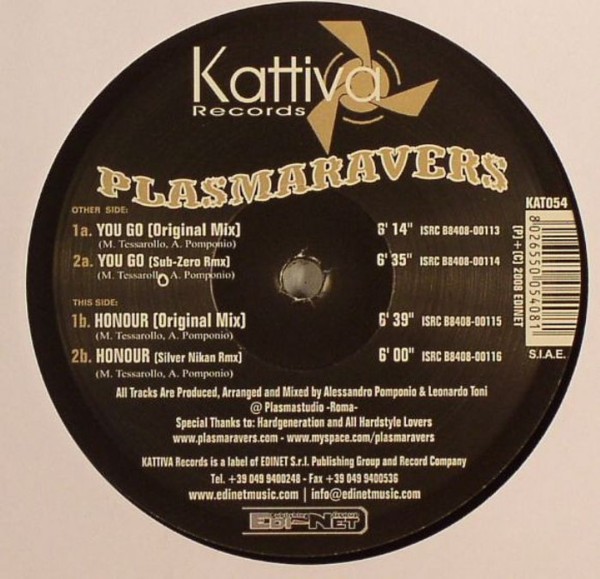 Kattiva
Records
PLASMARAVERS
KAT054
OTHER SIDE:
1a. YOU GO (Original Mix) 6' 14" ISRC B8408-00113
(M. Tessarollo, A. Pomponio)
2a. YOU GO (Sub-Zero Rmx) 6' 35" ISRC B8408-00114
(M. Tessarollo, A. Pomponio)
THIS SIDE:
1b. HONOUR (Original Mix) 6' 39" ISRC B8408-00115
(M. Tessarollo, A. Pomponio)
2b. HONOUR (Silver Nikan Rmx) 6' 00" ISRC B8408-00116
(M. Tessarollo, A. Pomponio)
(P)+(C) 2008 EDINET
8026550054081
S.I.A.E.
All Tracks Are Produced, Arranged and Mixed by Alessandro Pomponio & Leonardo Toni
@ Plasmastudio -Roma-
Special Thanks to: Hardgeneration and All Hardstyle Lovers
www.plasmaravers.com - www.myspace.com/plasmaravers
KATTIVA Records is a label of EDINET S.r.l. Publishing Group and Record Company
Tel. +39 049 9400248 - Fax +39 049 9400536
www.edinetmusic.com | info@edinetmusic.com
EDI-NET